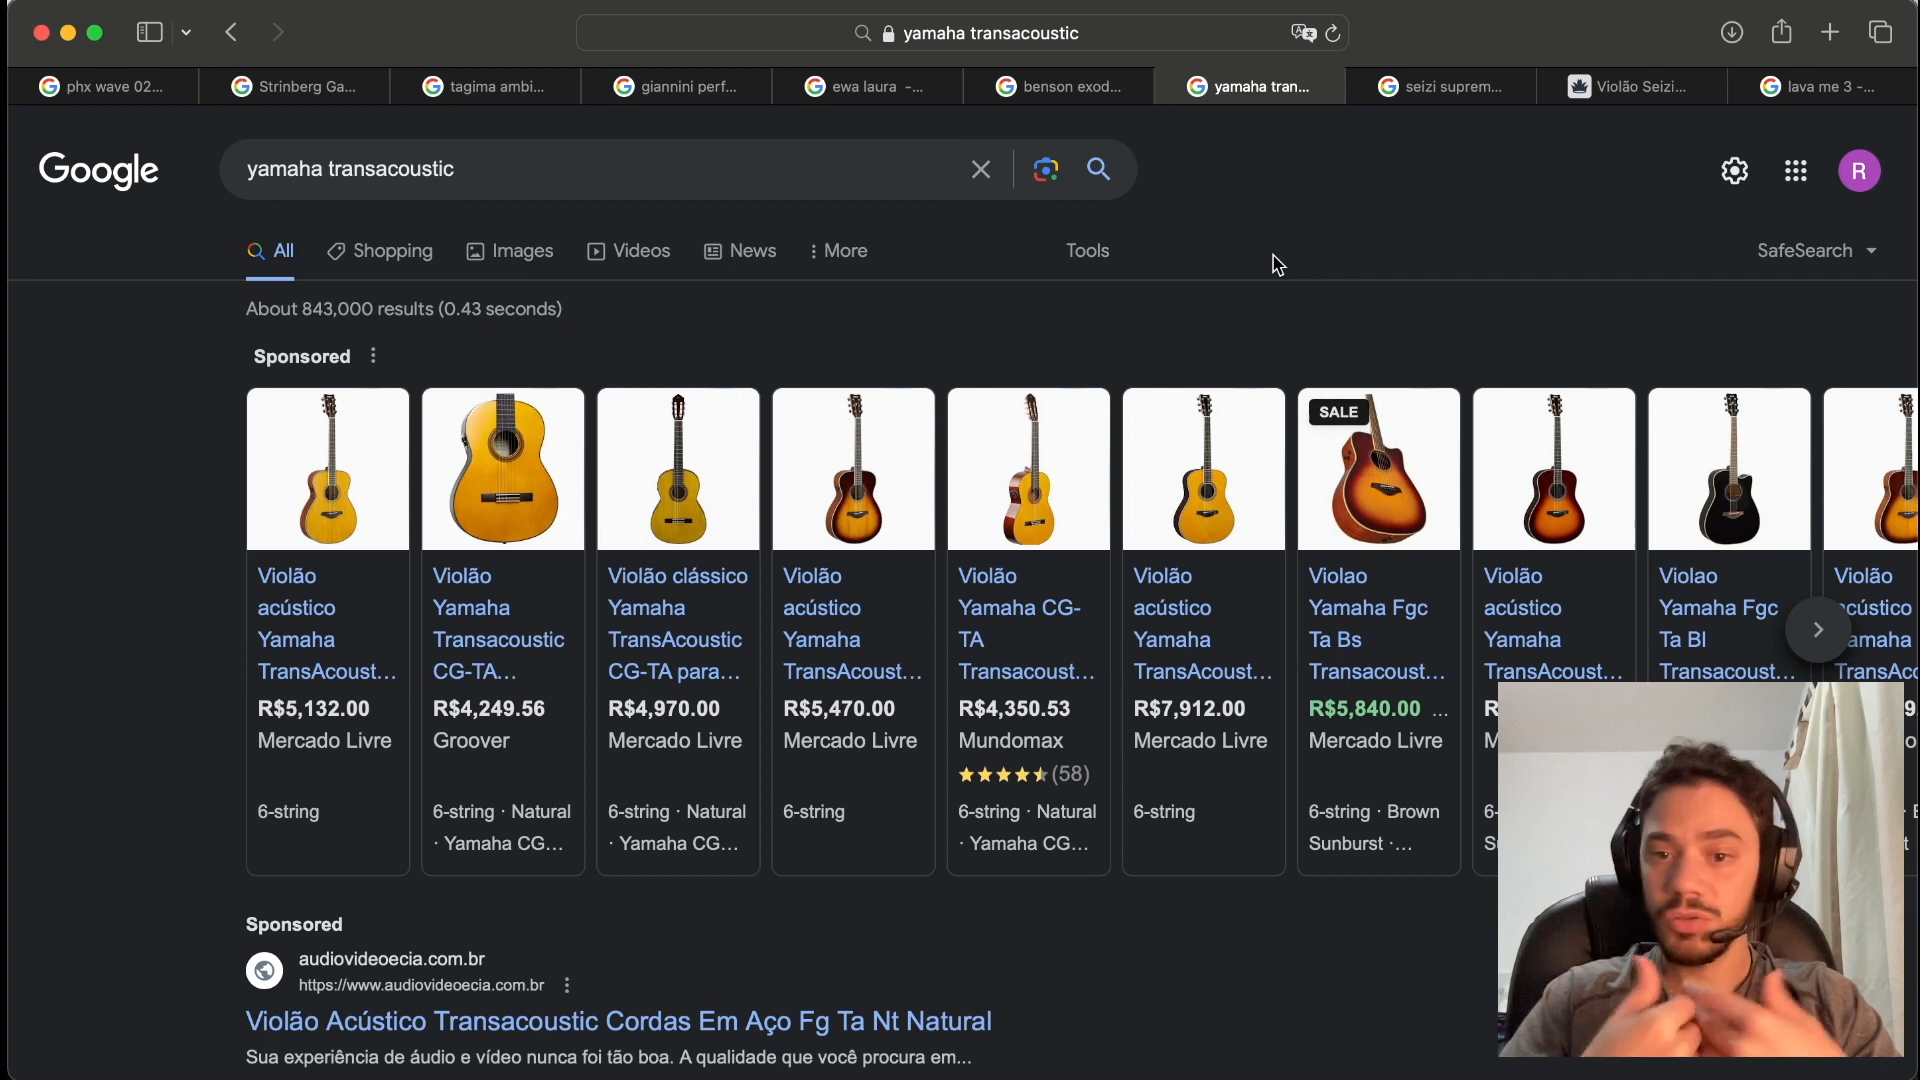 yamaha transacoustic
phx wave 02...
Strinberg Ga...
tagima ambi...
giannini perf...
ewa laura -...
benson exod...
yamaha tran...
seizi suprem...
Violão Seizi...
lava me 3 -...
Google
yamaha transacoustic
R
All
Shopping
Images
Videos
News
More
Tools
SafeSearch
About 843,000 results (0.43 seconds)
Sponsored
Violão
acústico
Yamaha
TransAcoust...
R$5,132.00
Mercado Livre
6-string
Violão
Yamaha
Transacoustic
CG-TA...
R$4,249.56
Groover
6-string · Natural
· Yamaha CG...
Violão clássico
Yamaha
TransAcoustic
CG-TA para...
R$4,970.00
Mercado Livre
6-string · Natural
· Yamaha CG...
Violão
acústico
Yamaha
TransAcoust...
R$5,470.00
Mercado Livre
6-string
Violão
Yamaha CG-
TA
Transacoust...
R$4,350.53
Mundomax
(58)
6-string · Natural
· Yamaha CG...
Violão
acústico
Yamaha
TransAcoust...
R$7,912.00
Mercado Livre
6-string
SALE
Violao
Yamaha Fgc
Ta Bs
Transacoust...
R$5,840.00 ...
Mercado Livre
6-string · Brown
Sunburst ·...
Violão
acústico
Yamaha
TransAcoust...
Violao
Yamaha Fgc
Ta Bl
Transacoust...
Violão
acústico
Yamaha
Sponsored
audiovideoecia.com.br
https://www.audiovideoecia.com.br
Violão Acústico Transacoustic Cordas Em Aço Fg Ta Nt Natural
Sua experiência de áudio e vídeo nunca foi tão boa. A qualidade que você procura em...